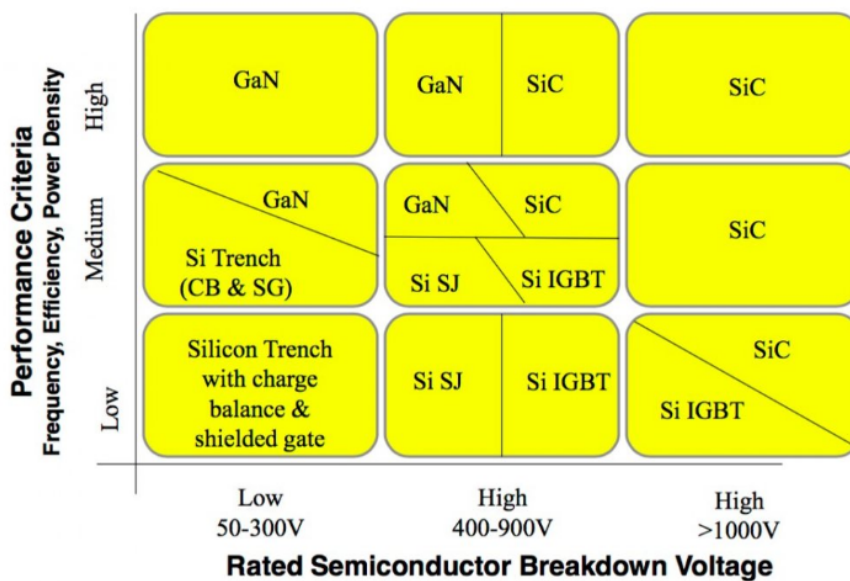 Performance Criteria
Frequency, Efficiency, Power Density
High
GaN
GaN
SiC
SiC
Medium
GaN
Si Trench
(CB & SG)
GaN
SiC
Si SJ
Si IGBT
SiC
Low
Silicon Trench
with charge
balance &
shielded gate
Si SJ
Si IGBT
SiC
Si IGBT
Low
50-300V
High
400-900V
High
>1000V
Rated Semiconductor Breakdown Voltage